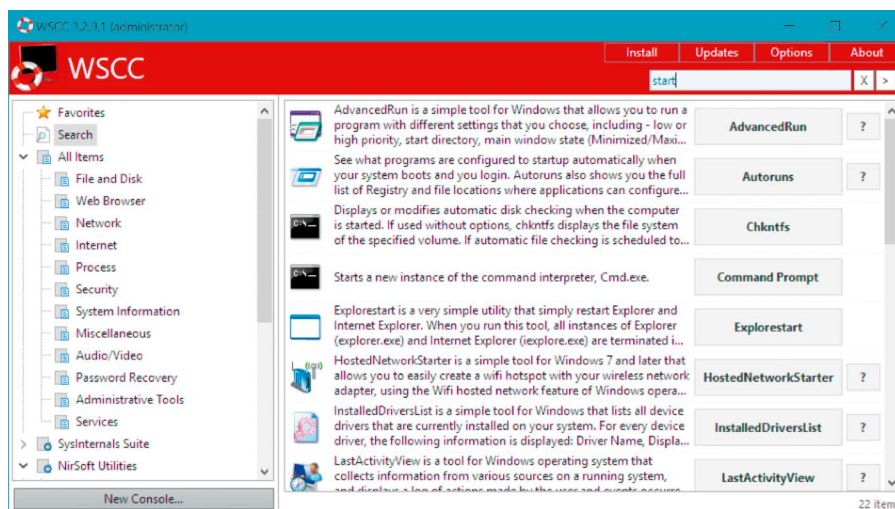 WSCC 3.2.9.1 (administrator)
WSCC
Install Updates Options About
start X >
Favorites
Search
All Items
File and Disk
Web Browser
Network
Internet
Process
Security
System Information
Miscellaneous
Audio/Video
Password Recovery
Administrative Tools
Services
SysInternals Suite
NirSoft Utilities
New Console...
AdvancedRun is a simple tool for Windows that allows you to run a
program with different settings that you choose, including - low or
high priority, start directory, main window state (Minimized/Maxi...
AdvancedRun ?
See what programs are configured to startup automatically when
your system boots and you login. Autoruns also shows you the full
list of Registry and file locations where applications can configure...
Autoruns ?
Displays or modifies automatic disk checking when the computer
is started. If used without options, chkntfs displays the file system
of the specified volume. If automatic file checking is scheduled to...
Chkntfs
Starts a new instance of the command interpreter, Cmd.exe.
Command Prompt
Explorestart is a very simple utility that simply restart Explorer and
Internet Explorer. When you run this tool, all instances of Explorer
(explorer.exe) and Internet Explorer (iexplore.exe) are terminated i...
Explorestart
HostedNetworkStarter is a simple tool for Windows 7 and later that
allows you to easily create a wifi hotspot with your wireless network
adapter, using the Wifi hosted network feature of Windows opera...
HostedNetworkStarter ?
InstalledDriversList is a simple tool for Windows that lists all device
drivers that are currently installed on your system. For every device
driver, the following information is displayed: Driver Name, Displa...
InstalledDriversList ?
LastActivityView is a tool for Windows operating system that
collects information from various sources on a running system,
and displays a log of actions made by the user and events occurre...
LastActivityView ?
22 item